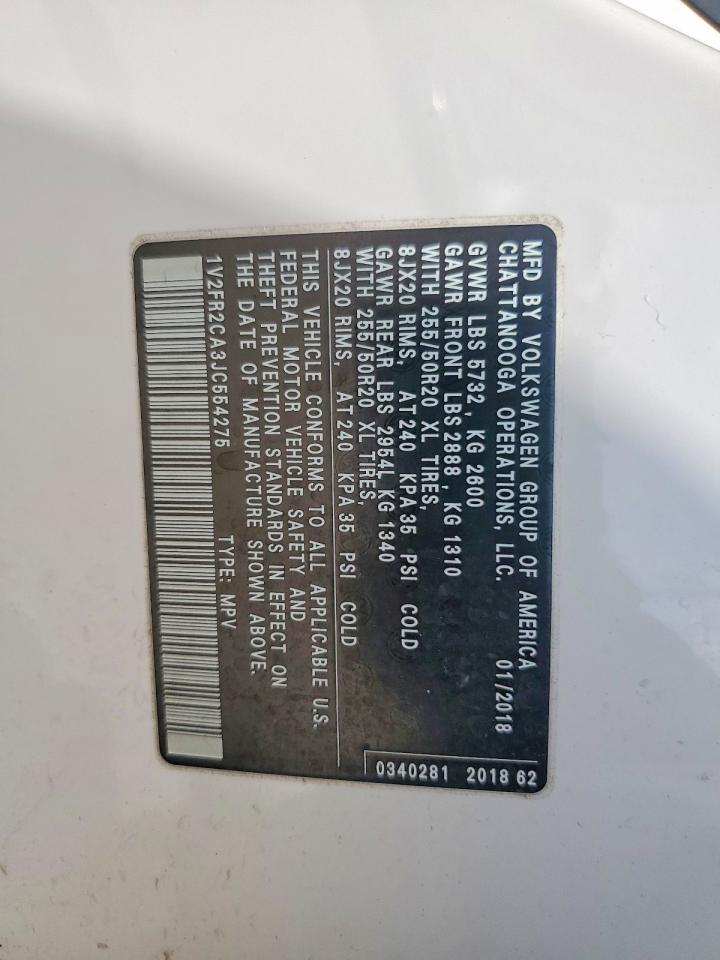 MFD BY VOLKSWAGEN GROUP OF AMERICA
CHATTANOOGA OPERATIONS, LLC. 01/2018
GVWR LBS 5732, KG 2600
GAWR FRONT LBS 2888, KG 1310
WITH 255/50R20 XL TIRES,
8JX20 RIMS, AT 240 KPA 35 PSI COLD
GAWR REAR LBS 2954, KG 1340
WITH 255/50R20 XL TIRES,
8JX20 RIMS, AT 240 KPA 35 PSI COLD
THIS VEHICLE CONFORMS TO ALL APPLICABLE U.S.
FEDERAL MOTOR VEHICLE SAFETY AND
THEFT PREVENTION STANDARDS IN EFFECT ON
THE DATE OF MANUFACTURE SHOWN ABOVE.
1V2FR2CA3JC554275 TYPE: MPV
0340281 2018 62